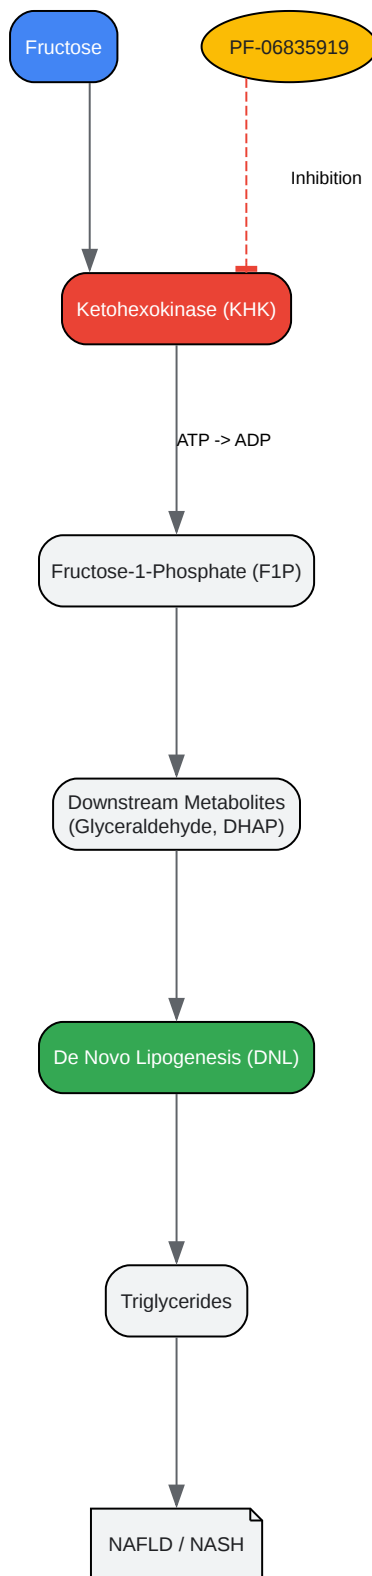 Fructose
PF-06835919
Inhibition
Ketohexokinase (KHK)
ATP -> ADP
Fructose-1-Phosphate (F1P)
Downstream Metabolites
(Glyceraldehyde, DHAP)
De Novo Lipogenesis (DNL)
Triglycerides
NAFLD / NASH